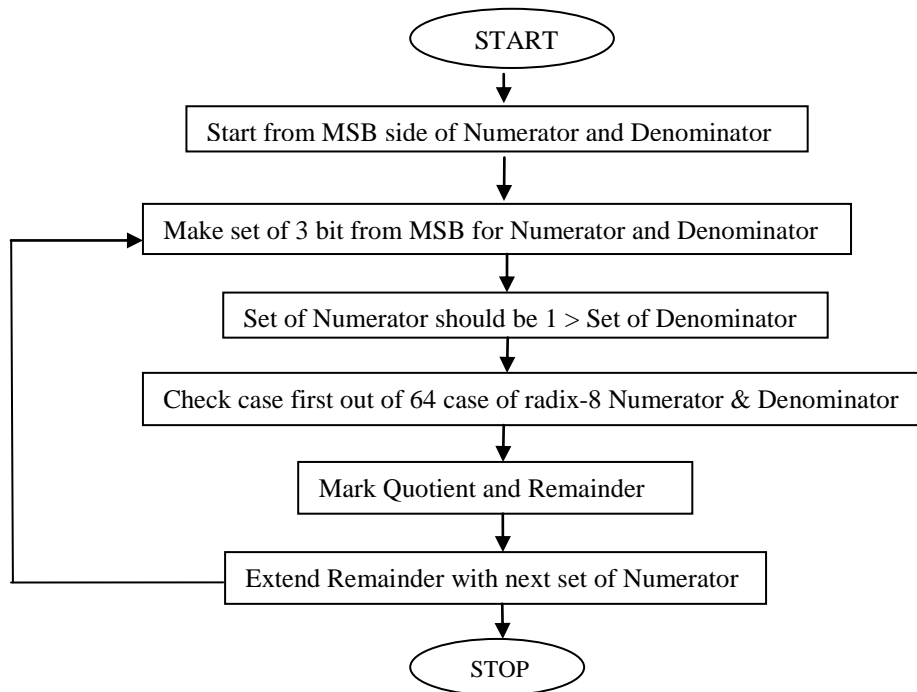 START
Start from MSB side of Numerator and Denominator
Make set of 3 bit from MSB for Numerator and Denominator
Set of Numerator should be 1 > Set of Denominator
Check case first out of 64 case of radix-8 Numerator & Denominator
Mark Quotient and Remainder
Extend Remainder with next set of Numerator
STOP